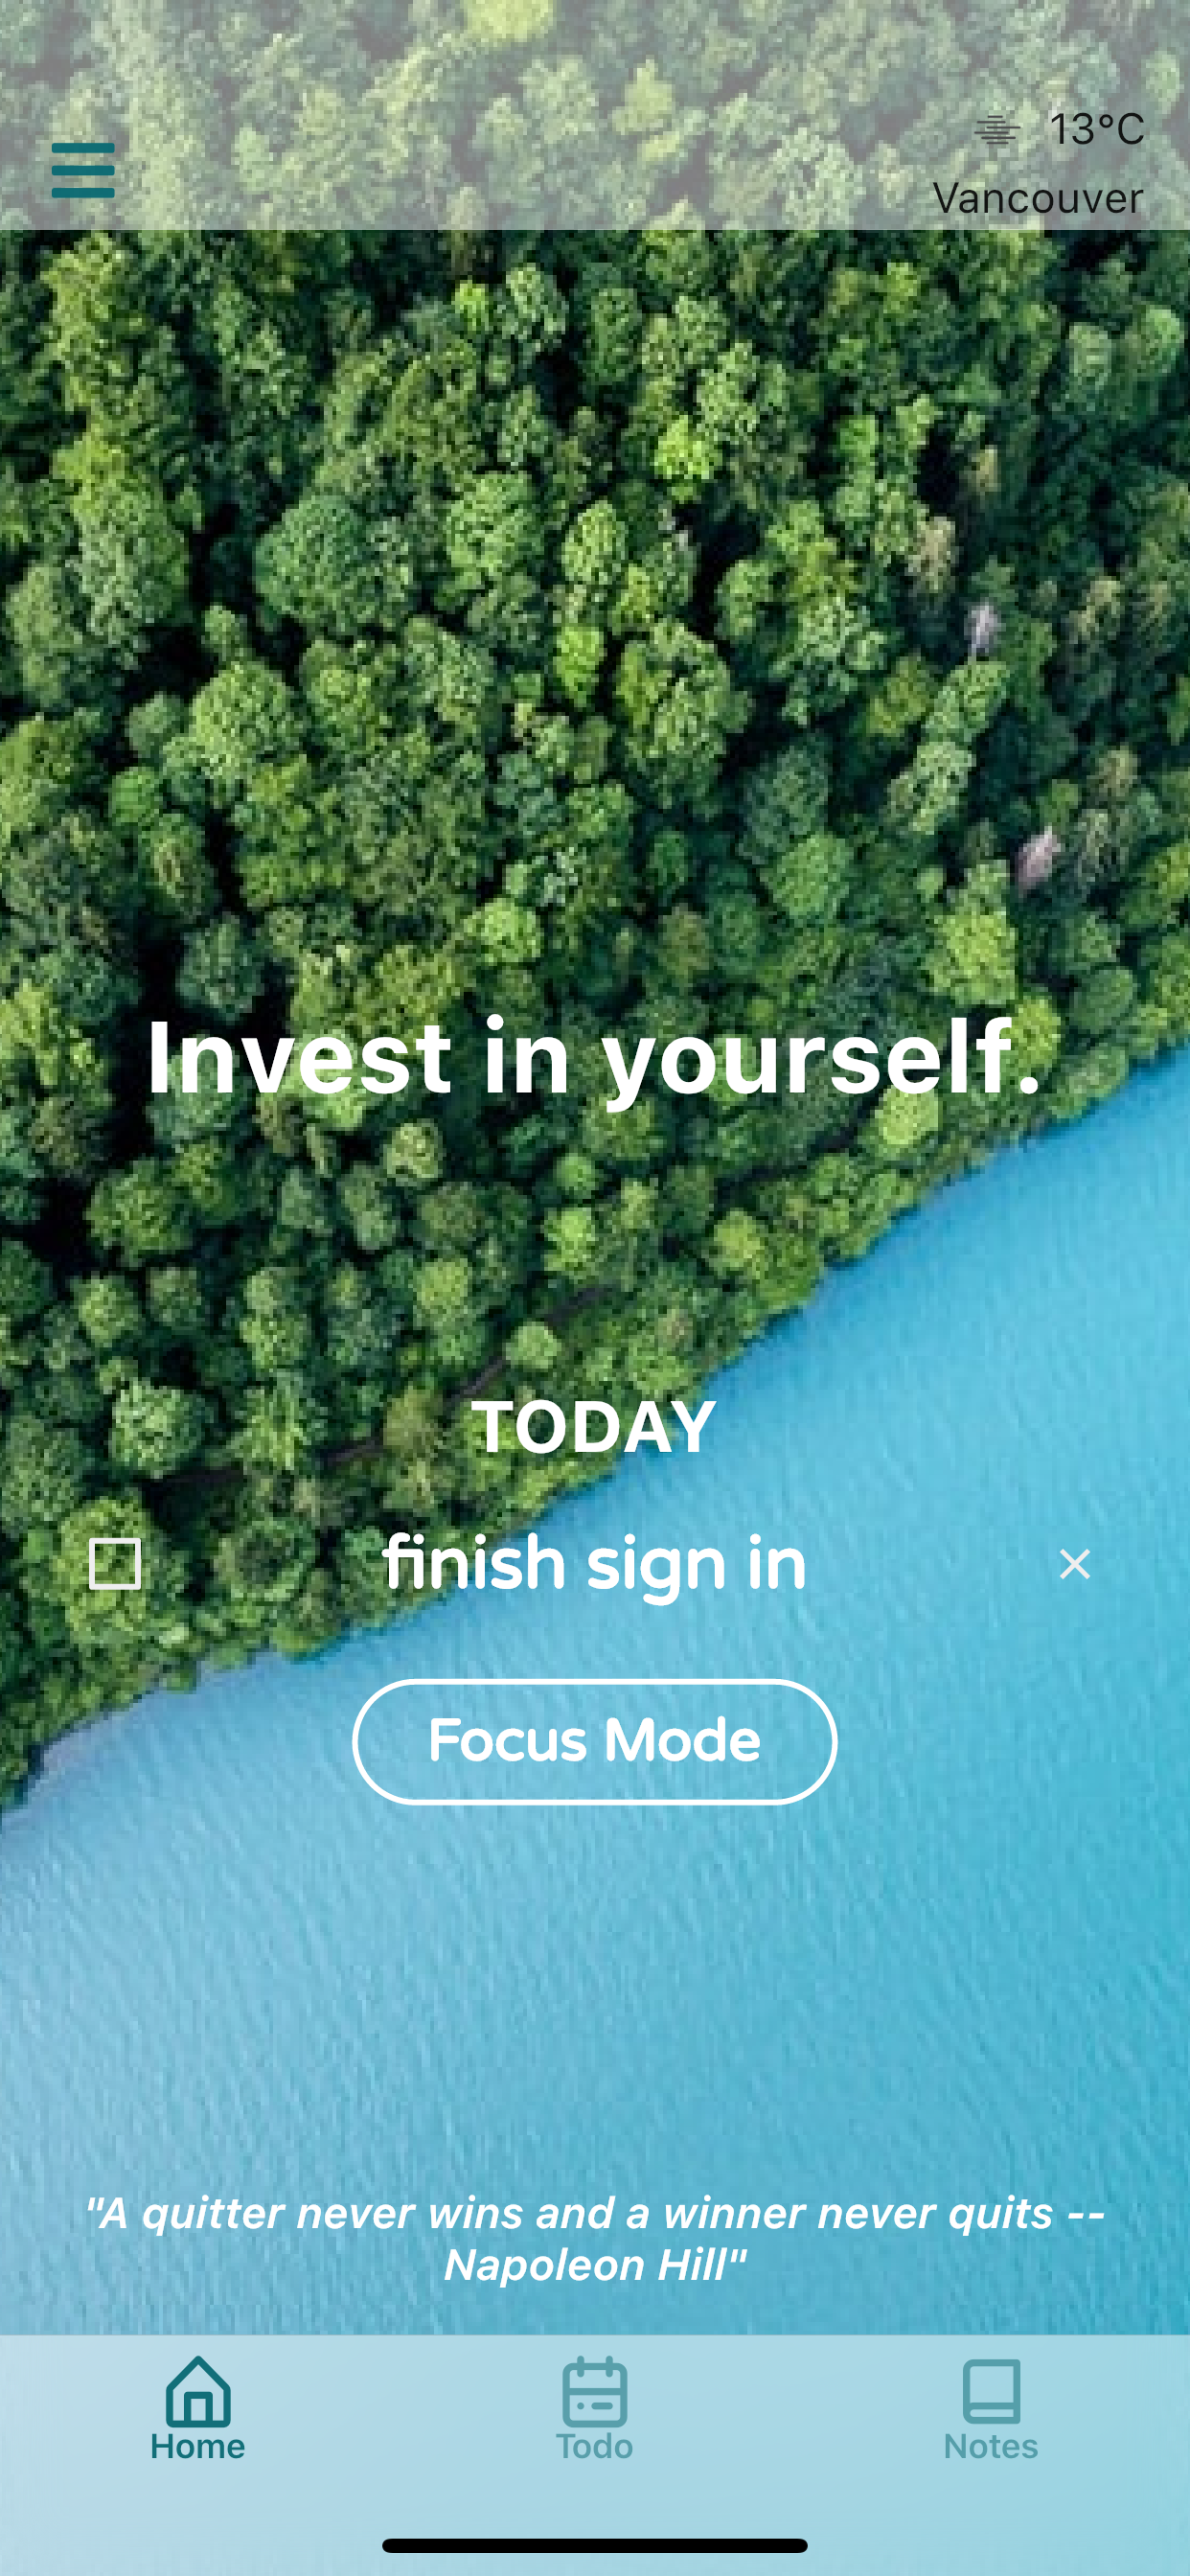 13°C
Vancouver
Invest in yourself.
TODAY
finish sign in
Focus Mode
"A quitter never wins and a winner never quits --
Napoleon Hill"
Home
Todo
Notes